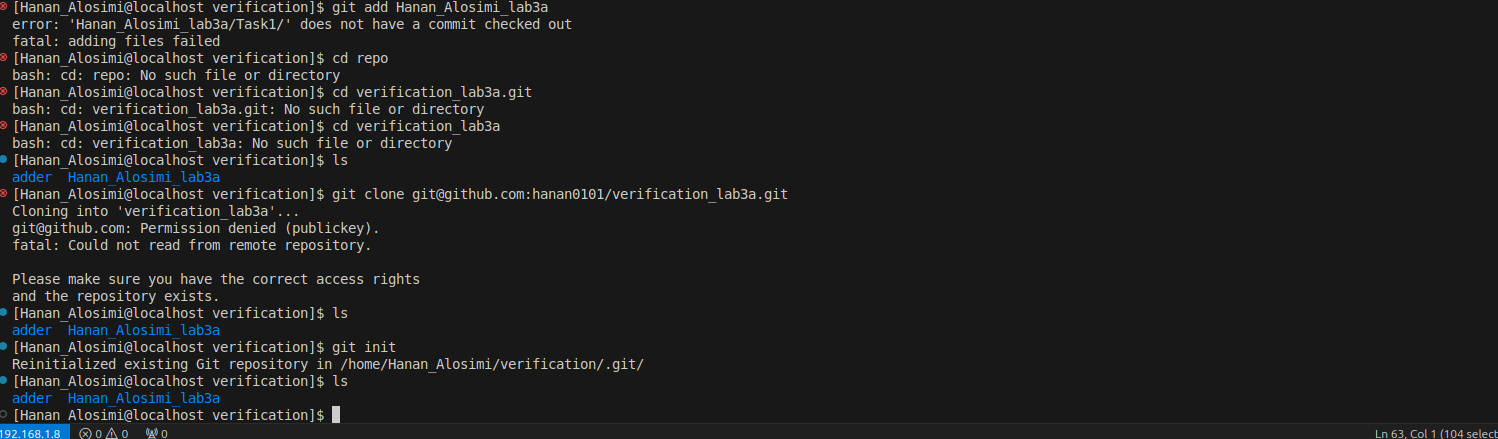 [Hanan_Alosimi@localhost verification]$ git add Hanan_Alosimi_lab3a
error: 'Hanan_Alosimi_lab3a/Task1/' does not have a commit checked out
fatal: adding files failed
[Hanan_Alosimi@localhost verification]$ cd repo
bash: cd: repo: No such file or directory
[Hanan_Alosimi@localhost verification]$ cd verification_lab3a.git
bash: cd: verification_lab3a.git: No such file or directory
[Hanan_Alosimi@localhost verification]$ cd verification_lab3a
bash: cd: verification_lab3a: No such file or directory
[Hanan_Alosimi@localhost verification]$ ls
adder  Hanan_Alosimi_lab3a
[Hanan_Alosimi@localhost verification]$ git clone git@github.com:hanan0101/verification_lab3a.git
Cloning into 'verification_lab3a'...
git@github.com: Permission denied (publickey).
fatal: Could not read from remote repository.

Please make sure you have the correct access rights
and the repository exists.
[Hanan_Alosimi@localhost verification]$ ls
adder  Hanan_Alosimi_lab3a
[Hanan_Alosimi@localhost verification]$ git init
Reinitialized existing Git repository in /home/Hanan_Alosimi/verification/.git/
[Hanan_Alosimi@localhost verification]$ ls
adder  Hanan_Alosimi_lab3a
[Hanan_Alosimi@localhost verification]$
192.168.1.8 0 0 0 Ln 63, Col 1 (104 select